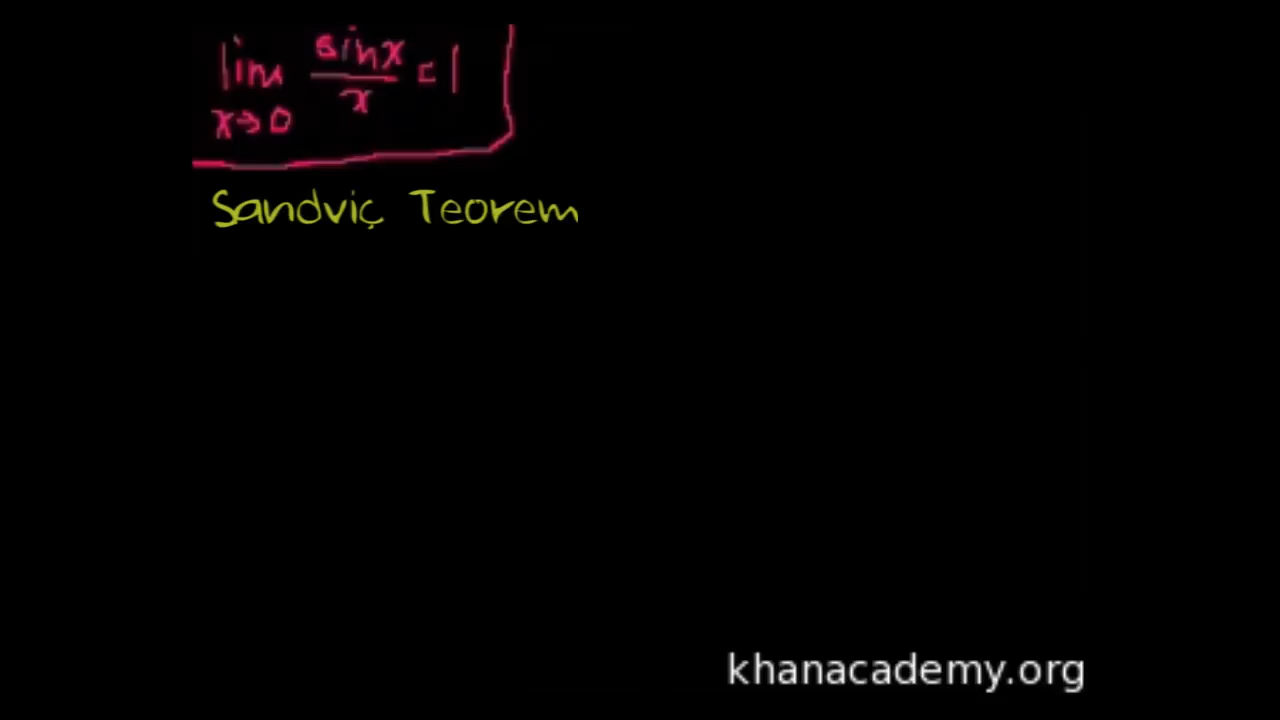 lim sinx/x = 1
x→0
Sandviç Teorem
khanacademy.org